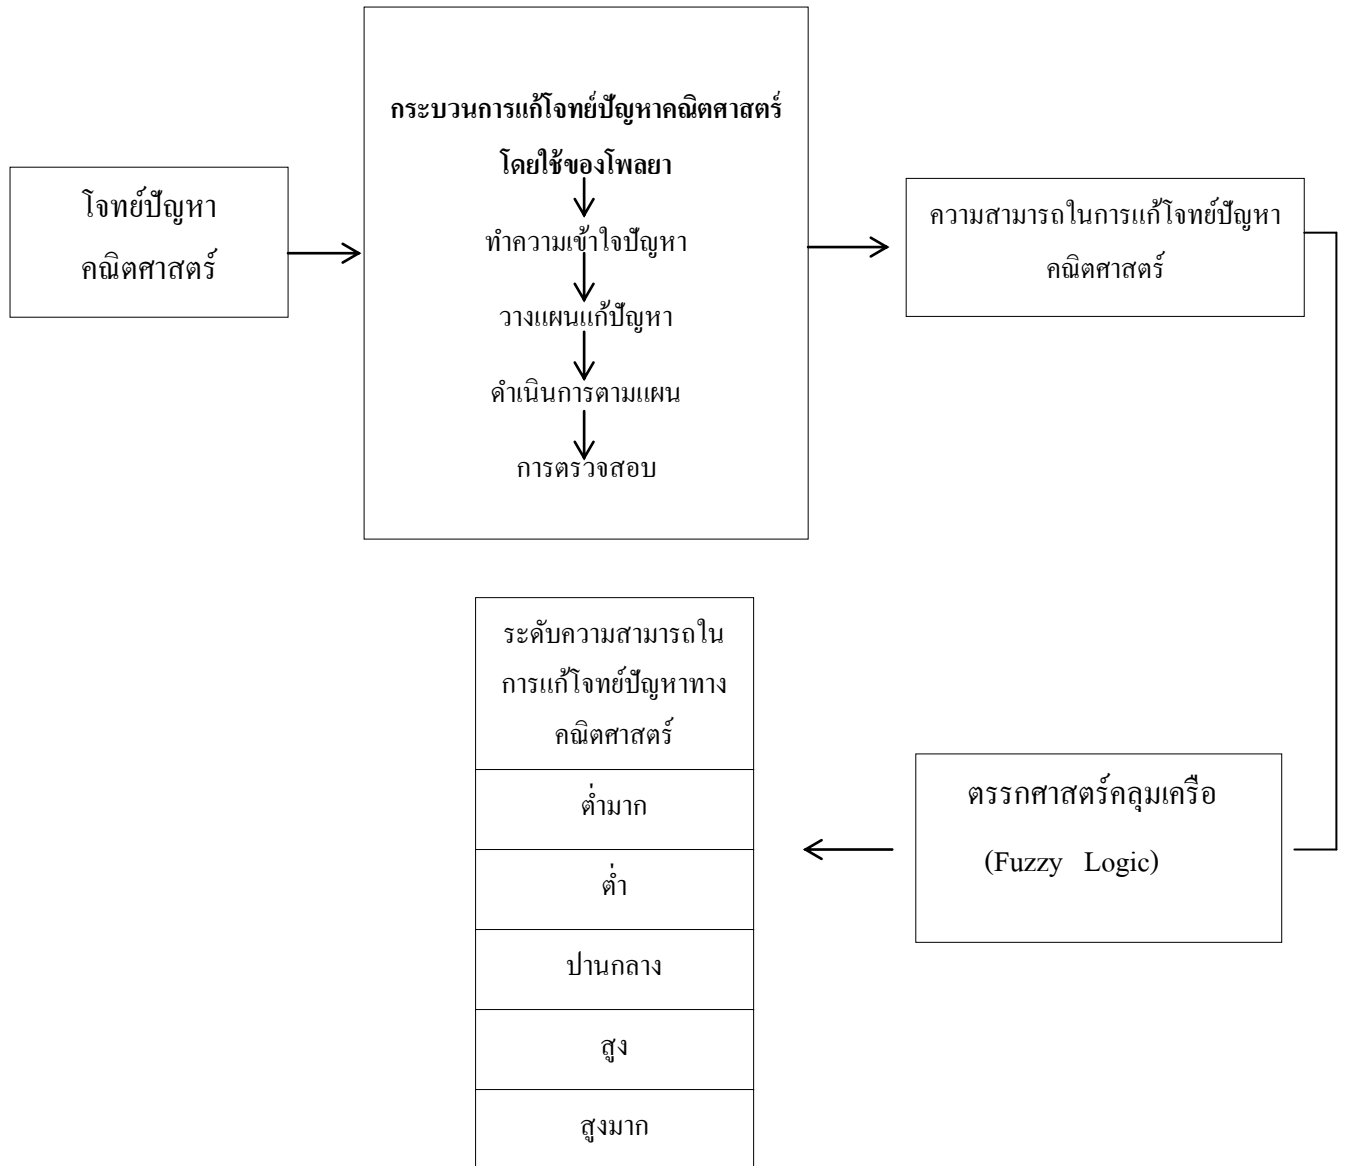 โจทย์ปัญหา
คณิตศาสตร์
กระบวนการแก้โจทย์ปัญหาคณิตศาสตร์
โดยใช้ของโพลยา
ทำความเข้าใจปัญหา
วางแผนแก้ปัญหา
ดำเนินการตามแผน
การตรวจสอบ
ความสามารถในการแก้โจทย์ปัญหา
คณิตศาสตร์
ตรรกศาสตร์คลุมเครือ
(Fuzzy Logic)
ระดับความสามารถใน
การแก้โจทย์ปัญหาทาง
คณิตศาสตร์
ต่ำมาก
ต่ำ
ปานกลาง
สูง
สูงมาก